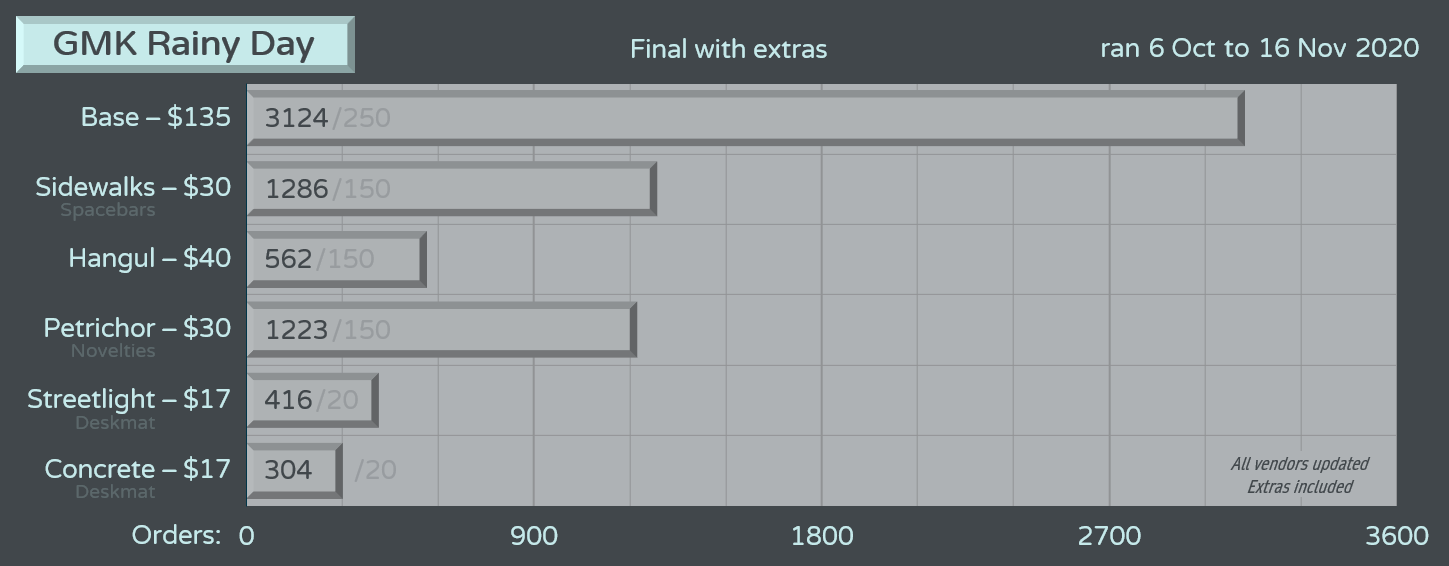 GMK Rainy Day
Final with extras
ran 6 Oct to 16 Nov 2020
Base – $135
3124/250
Sidewalks – $30
Spacebars
1286/150
Hangul – $40
562/150
Petrichor – $30
Novelties
1223/150
Streetlight – $17
Deskmat
416/20
Concrete – $17
Deskmat
304 /20
All vendors updated
Extras included
Orders: 0 900 1800 2700 3600